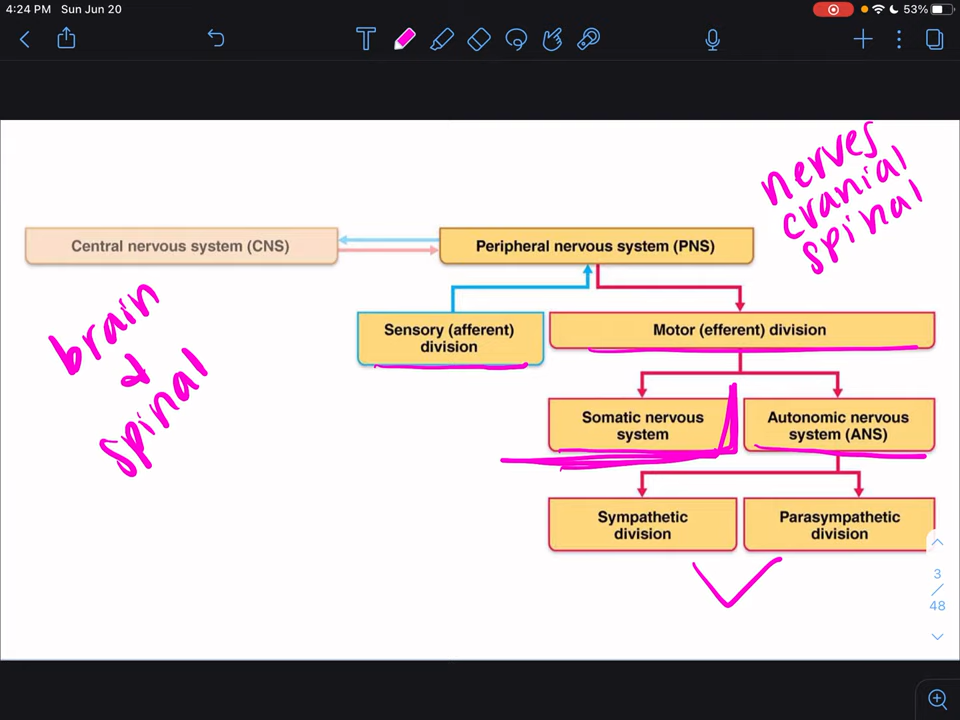 4:24 PM Sun Jun 20
53%
T
nerves
cranial
spinal
Central nervous system (CNS)
Peripheral nervous system (PNS)
brain
&
spinal
Sensory (afferent)
division
Motor (efferent) division
Somatic nervous
system
Autonomic nervous
system (ANS)
Sympathetic
division
Parasympathetic
division
3
/
48